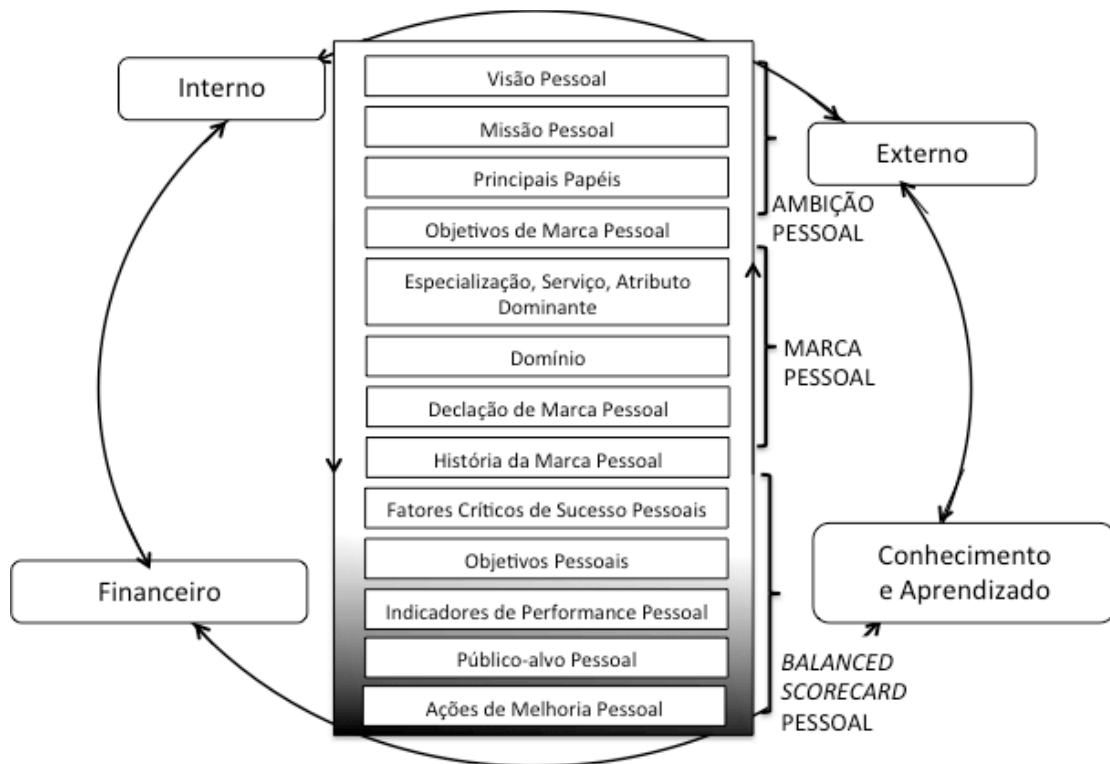 Interno
Visão Pessoal
Missão Pessoal
Principais Papéis
Objetivos de Marca Pessoal
Especialização, Serviço, Atributo
Dominante
Domínio
Declação de Marca Pessoal
História da Marca Pessoal
Fatores Críticos de Sucesso Pessoais
Objetivos Pessoais
Indicadores de Performance Pessoal
Público-alvo Pessoal
Ações de Melhoria Pessoal
Externo
AMBIÇÃO
PESSOAL
MARCA
PESSOAL
Financeiro
Conhecimento
e Aprendizado
BALANCED
SCORECARD
PESSOAL